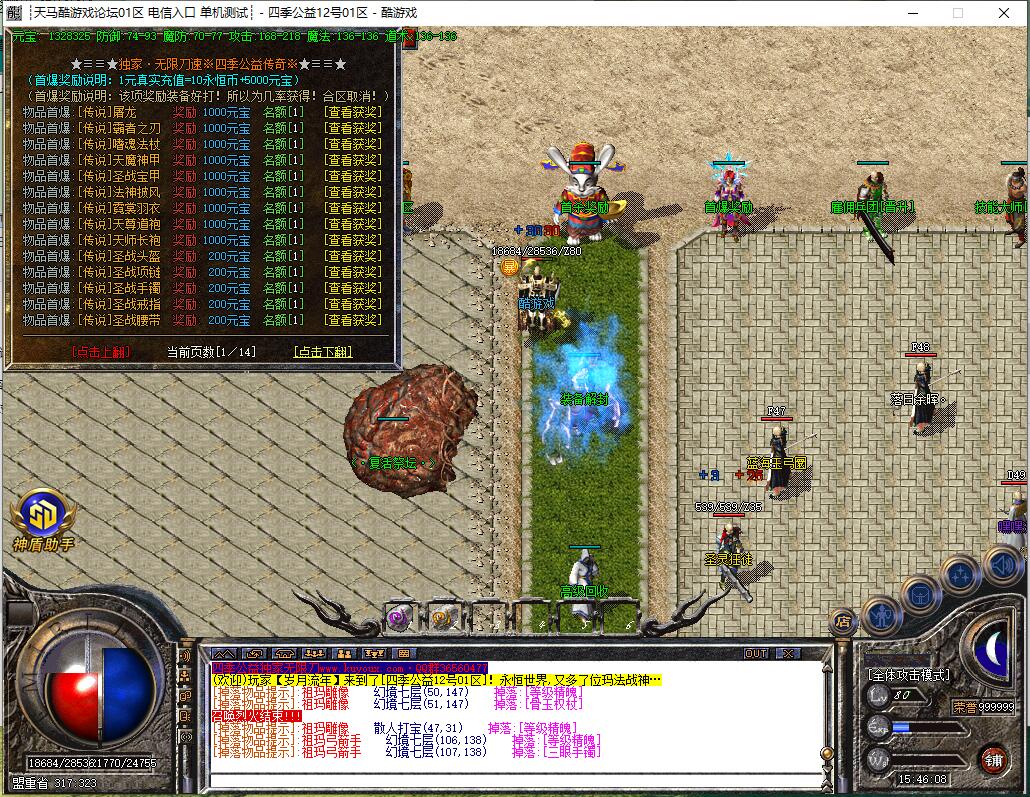 天马酷游戏论坛01区 电信入口 单机测试┊ - 四季公益12号01区 - 酷游戏
元宝: 1328325 防御:74-93 魔防:70-77 攻击:168-218 魔法:136-136 道术:136-136
★☰☰★独家·无限刀速※四季公益传奇※★☰☰★
(首爆奖励说明: 1元真实充值=10永恒币+5000元宝)
(首爆奖励说明: 该项奖励装备好打! 所以为几率获得! 合区取消! )
物品首爆:[传说]屠龙 奖励:1000元宝 名额[1] [查看获奖]
物品首爆:[传说]霸者之刃 奖励:1000元宝 名额[1] [查看获奖]
物品首爆:[传说]嗜魂法杖 奖励:1000元宝 名额[1] [查看获奖]
物品首爆:[传说]天魔神甲 奖励:1000元宝 名额[1] [查看获奖]
物品首爆:[传说]圣战宝甲 奖励:1000元宝 名额[1] [查看获奖]
物品首爆:[传说]法神披风 奖励:1000元宝 名额[1] [查看获奖]
物品首爆:[传说]霓裳羽衣 奖励:1000元宝 名额[1] [查看获奖]
物品首爆:[传说]天尊道袍 奖励:1000元宝 名额[1] [查看获奖]
物品首爆:[传说]天师长袍 奖励:1000元宝 名额[1] [查看获奖]
物品首爆:[传说]圣战头盔 奖励: 200元宝 名额[1] [查看获奖]
物品首爆:[传说]圣战项链 奖励: 200元宝 名额[1] [查看获奖]
物品首爆:[传说]圣战手镯 奖励: 200元宝 名额[1] [查看获奖]
物品首爆:[传说]圣战戒指 奖励: 200元宝 名额[1] [查看获奖]
物品首爆:[传说]圣战腰带 奖励: 200元宝 名额[1] [查看获奖]
[点击上翻] 当前页数[1/14] [点击下翻]
区
首杀奖励
首爆奖励
雇佣兵团[晋升]
技能大师
18684/28536/Z80
酷游戏
装备解封
F48
落日余晖·
F47
蓝海玉弓園
<·复活祭坛·>
+3
539/539/Z35
圣灵狂徒
D49
嘿嘿
神盾助手
高级回收
店
OUT
四季公益独家无限刀www.kuyoux.com·QQ群36560477
(欢迎)玩家【岁月流年】来到了[四季公益12号01区]! 永恒世界,又多了位玛法战神…
[掉落物品提示]:祖玛雕像 幻境七层(50,147) 掉落:[等级精魄]
[掉落物品提示]:祖玛雕像 幻境七层(51,147) 掉落:[骨玉权杖]
召唤烈火结束!!!
[掉落物品提示]:祖玛雕像 散人打宝(47,31) 掉落:[等级精魄]
[掉落物品提示]:祖玛弓箭手 幻境七层(106,138) 掉落:[等级精魄]
[掉落物品提示]:祖玛弓箭手 幻境七层(107,138) 掉落:[三眼手镯]
[全体攻击模式]
Lv 80
荣誉999999
Exp
铺
15:46:08
盟重省 317:323